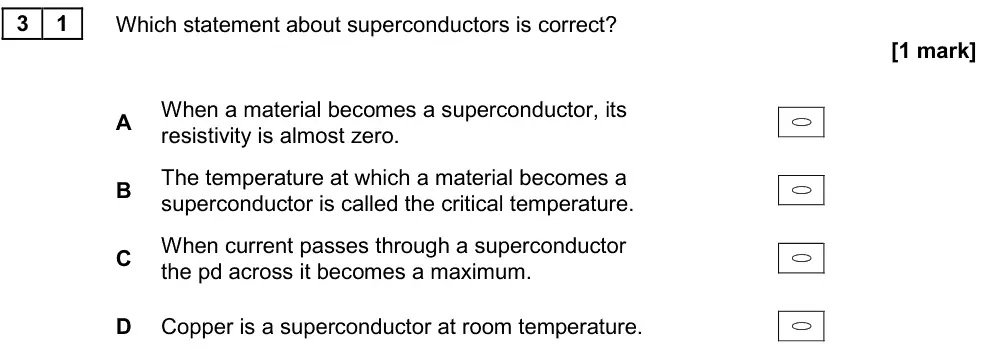 3 1 Which statement about superconductors is correct?
[1 mark]
A When a material becomes a superconductor, its
resistivity is almost zero.
B The temperature at which a material becomes a
superconductor is called the critical temperature.
C When current passes through a superconductor
the pd across it becomes a maximum.
D Copper is a superconductor at room temperature.